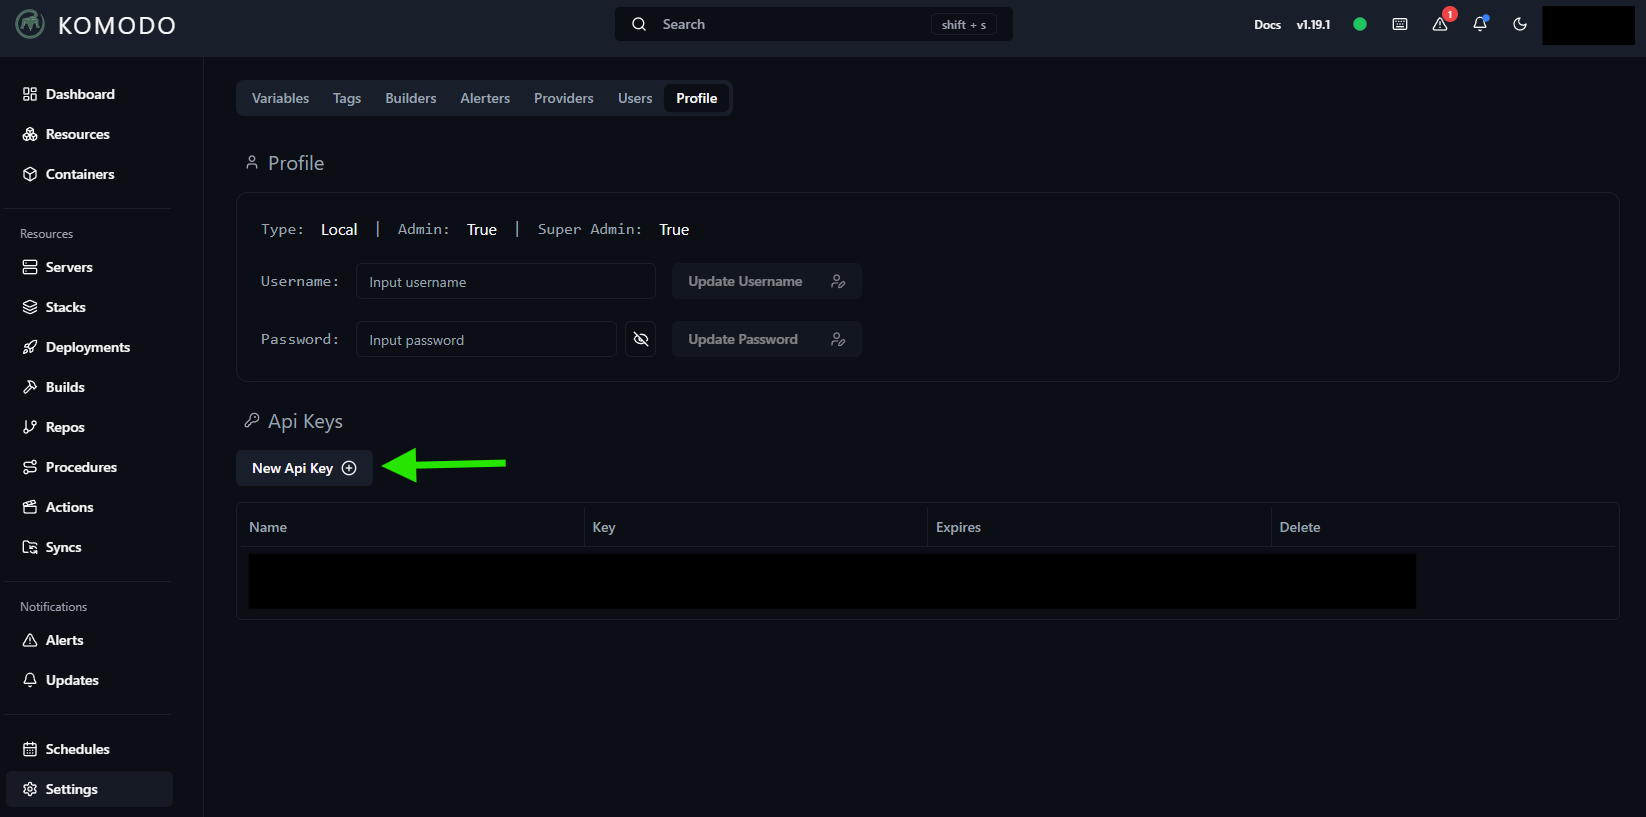 KOMODO
Search
shift + s
Docs
v1.19.1
1
Dashboard
Resources
Containers
Resources
Servers
Stacks
Deployments
Builds
Repos
Procedures
Actions
Syncs
Notifications
Alerts
Updates
Schedules
Settings
Variables Tags Builders Alerters Providers Users Profile
Profile
Type: Local | Admin: True | Super Admin: True
Username: Input username Update Username
Password: Input password Update Password
Api Keys
New Api Key
Name Key Expires Delete